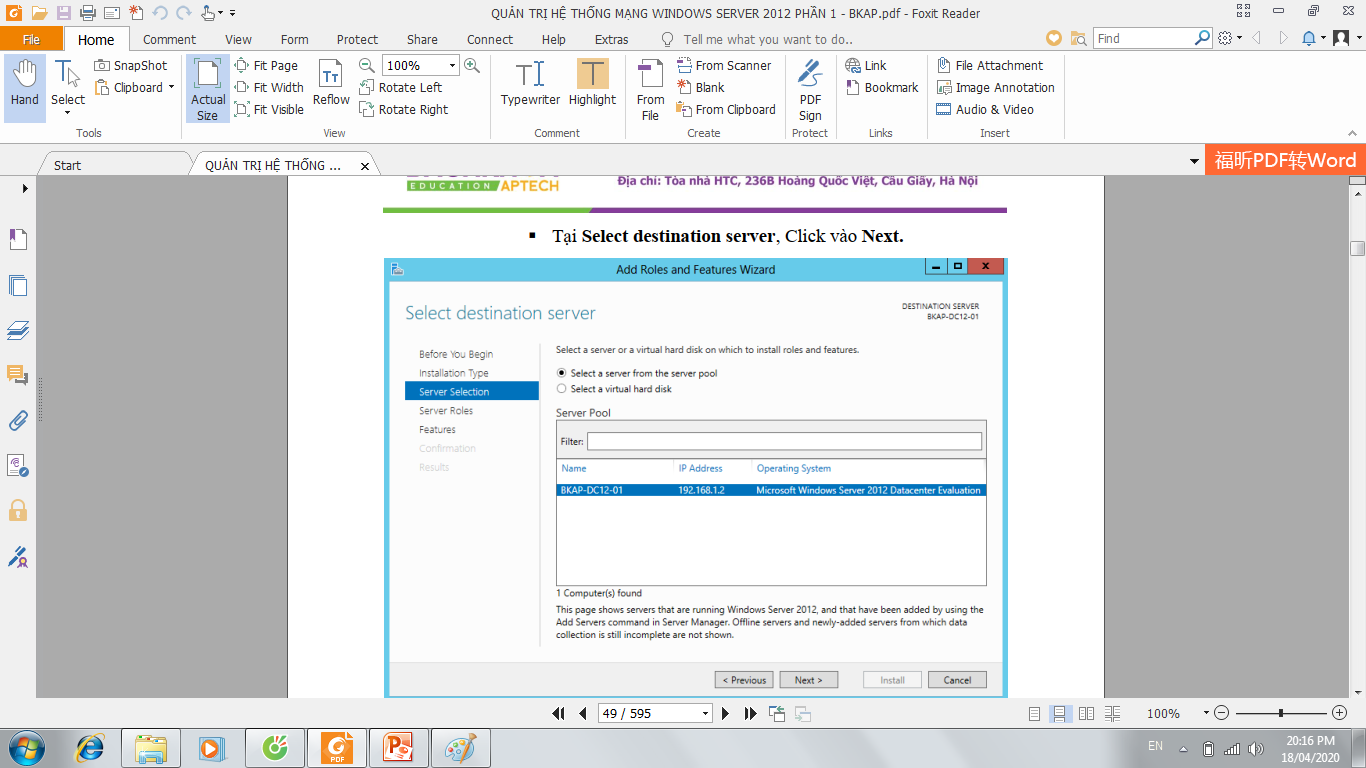 QUẢN TRỊ HỆ THỐNG MẠNG WINDOWS SERVER 2012 PHẦN 1 - BKAP.pdf - Foxit Reader
File Home Comment View Form Protect Share Connect Help Extras Tell me what you want to do.. Find
Hand
Select
SnapShot
Clipboard
Tools
Actual Size
Fit Page
Fit Width
Fit Visible
Reflow
100%
Rotate Left
Rotate Right
View
Typewriter
Highlight
Comment
From File
From Scanner
Blank
From Clipboard
Create
PDF Sign
Protect
Link
Bookmark
Links
File Attachment
Image Annotation
Audio & Video
Insert
Start
QUẢN TRỊ HỆ THỐNG ...
福昕PDF转Word
EDUCATION APTECH
Địa chỉ: Tòa nhà HTC, 236B Hoàng Quốc Việt, Cầu Giấy, Hà Nội
▪ Tại Select destination server, Click vào Next.
Add Roles and Features Wizard
Select destination server
DESTINATION SERVER
BKAP-DC12-01
Before You Begin
Installation Type
Server Selection
Server Roles
Features
Confirmation
Results
Select a server or a virtual hard disk on which to install roles and features.
Select a server from the server pool
Select a virtual hard disk
Server Pool
Filter:
Name IP Address Operating System
BKAP-DC12-01 192.168.1.2 Microsoft Windows Server 2012 Datacenter Evaluation
1 Computer(s) found
This page shows servers that are running Windows Server 2012, and that have been added by using the
Add Servers command in Server Manager. Offline servers and newly-added servers from which data
collection is still incomplete are not shown.
< Previous Next > Install Cancel
49 / 595
100%
EN
20:16 PM
18/04/2020